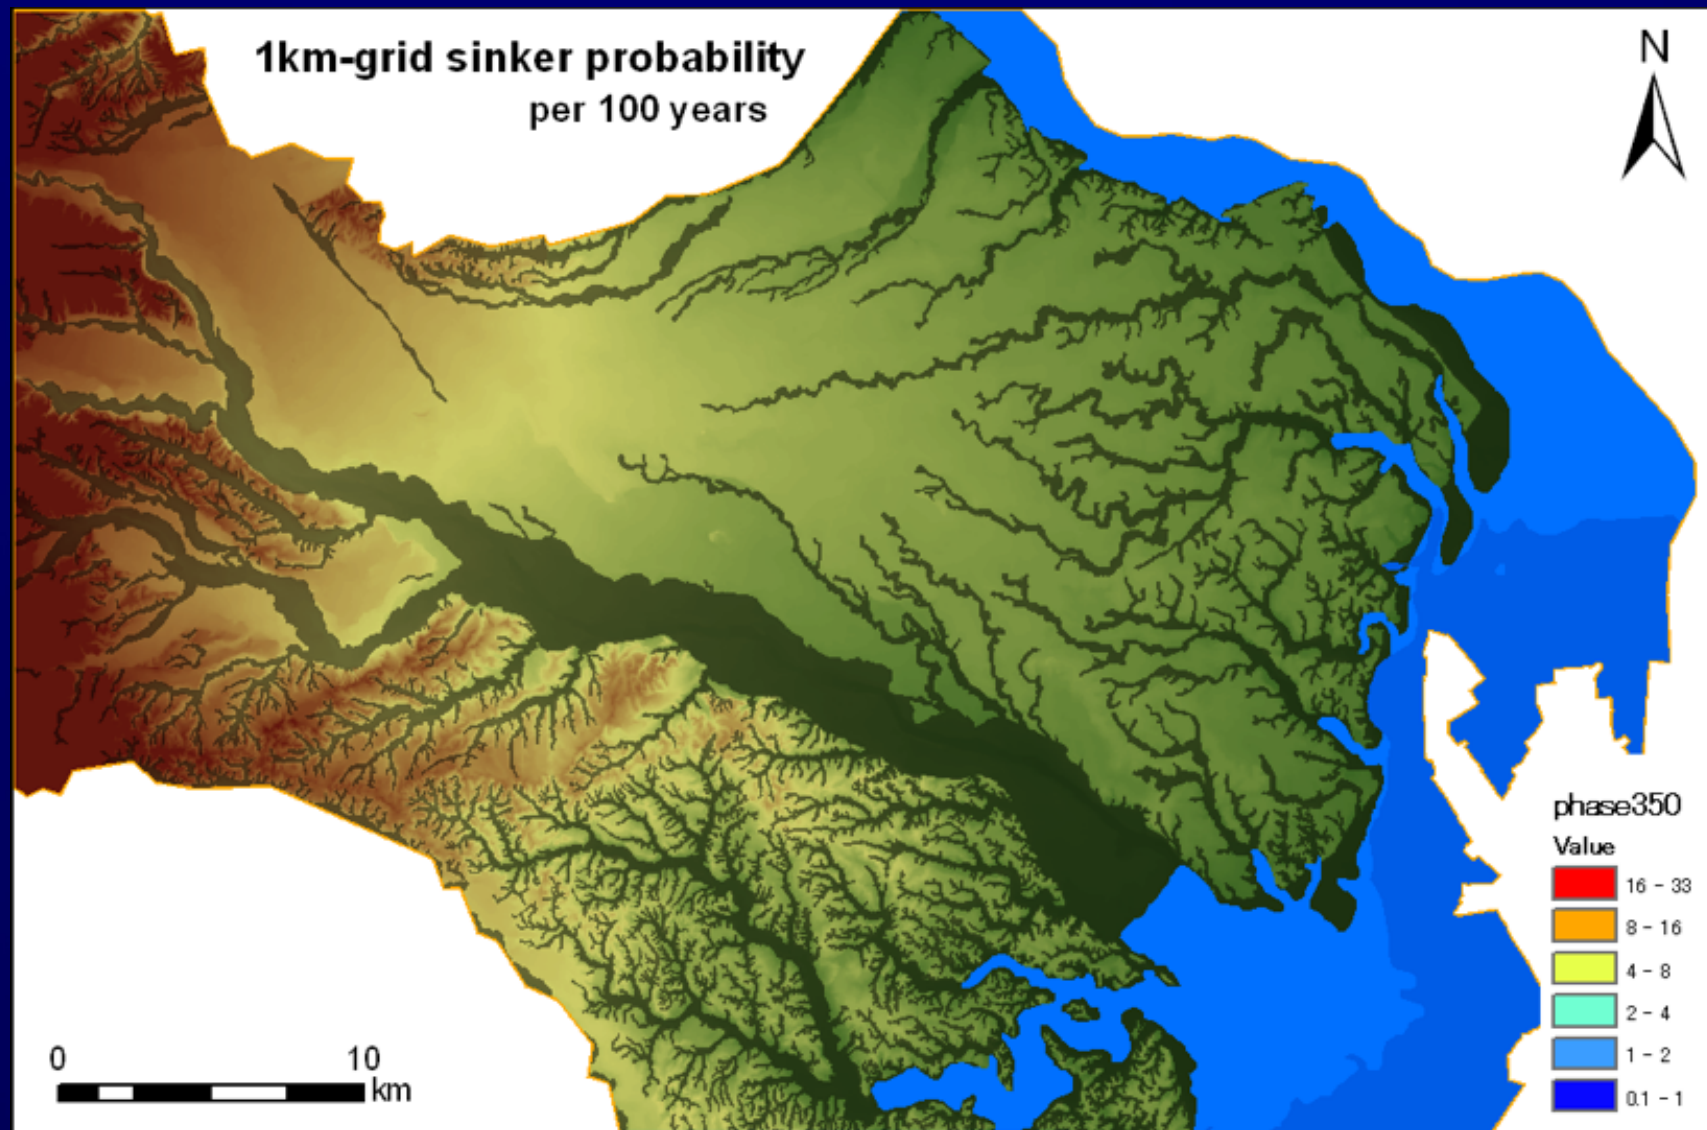 1km-grid sinker probability
per 100 years
N
phase350
Value
16 - 33
8 - 16
4 - 8
2 - 4
1 - 2
0.1 - 1
0 10
km